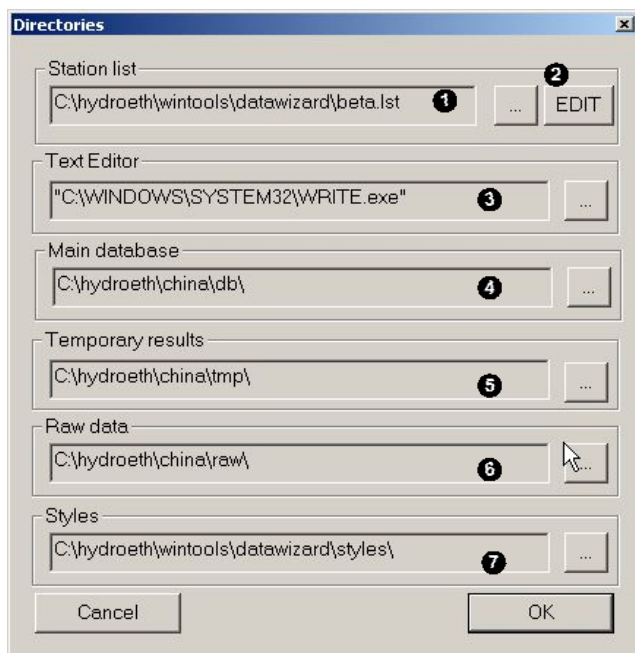 Directories
Station list
2
C:\hydroeth\wintools\datawizard\beta.lst 1 ... EDIT
Text Editor
"C:\WINDOWS\SYSTEM32\WRITE.exe" 3 ...
Main database
C:\hydroeth\china\db\ 4 ...
Temporary results
C:\hydroeth\china\tmp\ 5 ...
Raw data
C:\hydroeth\china\raw\ 6 ...
Styles
C:\hydroeth\wintools\datawizard\styles\ 7 ...
Cancel OK